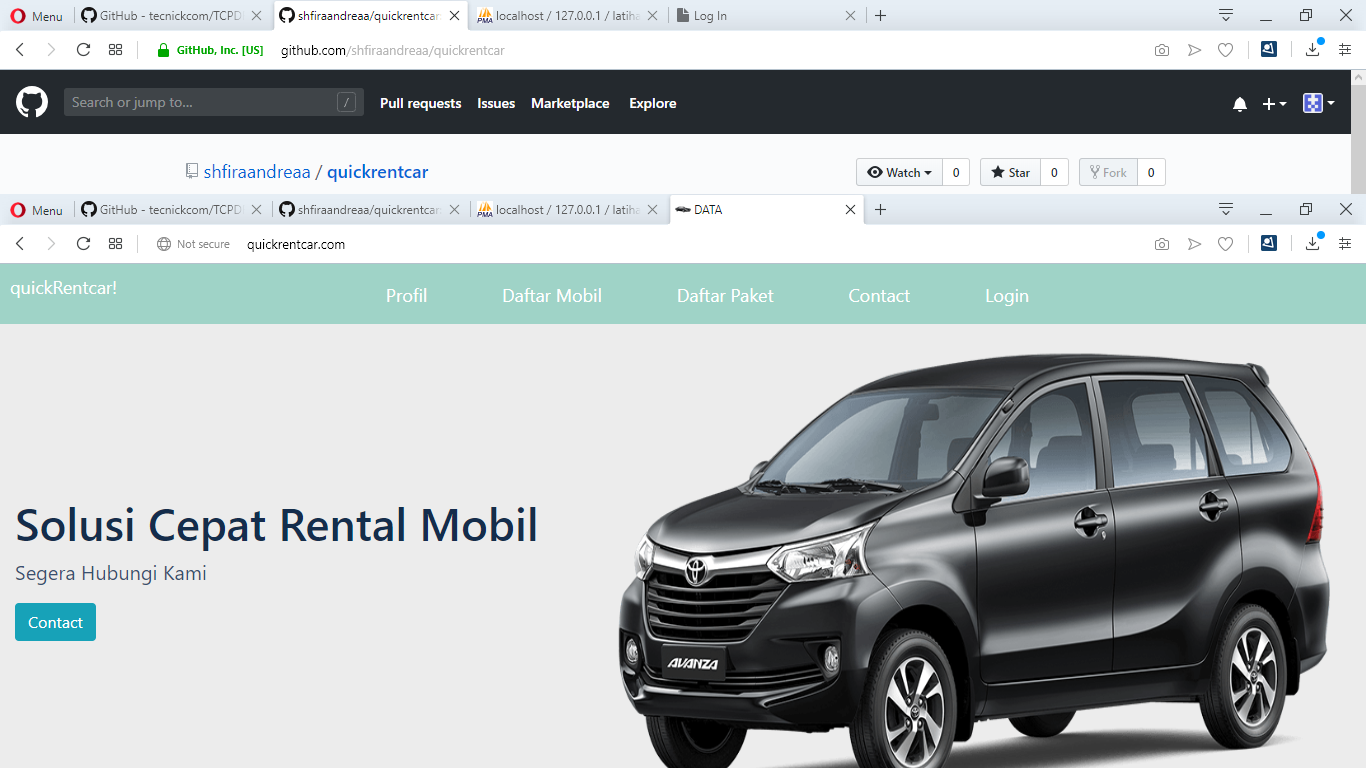 Menu
GitHub - tecnickcom/TCPD
shfiraandreaa/quickrentcar
localhost / 127.0.0.1 / latiha
Log In
GitHub, Inc. [US]
github.com/shfiraandreaa/quickrentcar
Search or jump to...
/
Pull requests
Issues
Marketplace
Explore
shfiraandreaa / quickrentcar
Watch
0
Star
0
Fork
0
Menu
GitHub - tecnickcom/TCPD
shfiraandreaa/quickrentcar
localhost / 127.0.0.1 / latiha
DATA
Not secure
quickrentcar.com
quickRentcar!
Profil
Daftar Mobil
Daftar Paket
Contact
Login
Solusi Cepat Rental Mobil
Segera Hubungi Kami
Contact
AVANZA